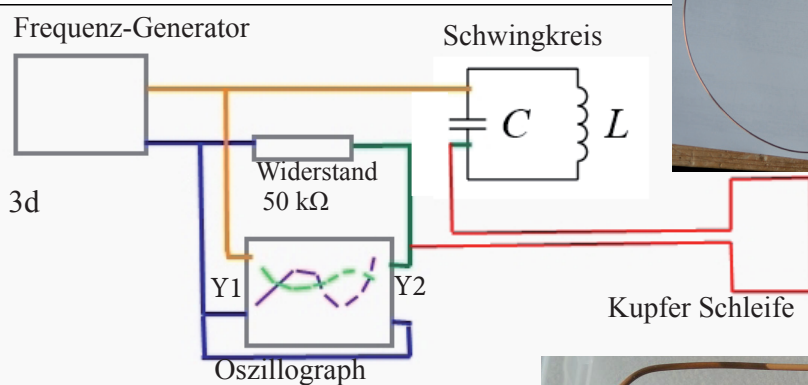 Frequenz-Generator
Schwingkreis
C
L
Widerstand
50 kΩ
3d
Y1
Y2
Kupfer Schleife
Oszillograph